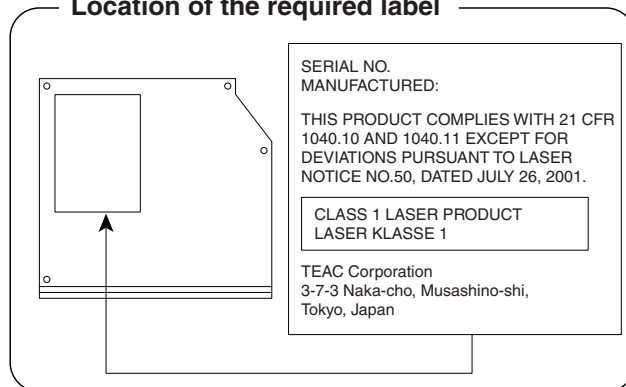 Location of the required label
SERIAL NO.
MANUFACTURED:
THIS PRODUCT COMPLIES WITH 21 CFR
1040.10 AND 1040.11 EXCEPT FOR
DEVIATIONS PURSUANT TO LASER
NOTICE NO.50, DATED JULY 26, 2001.
CLASS 1 LASER PRODUCT
LASER KLASSE 1
TEAC Corporation
3-7-3 Naka-cho, Musashino-shi,
Tokyo, Japan